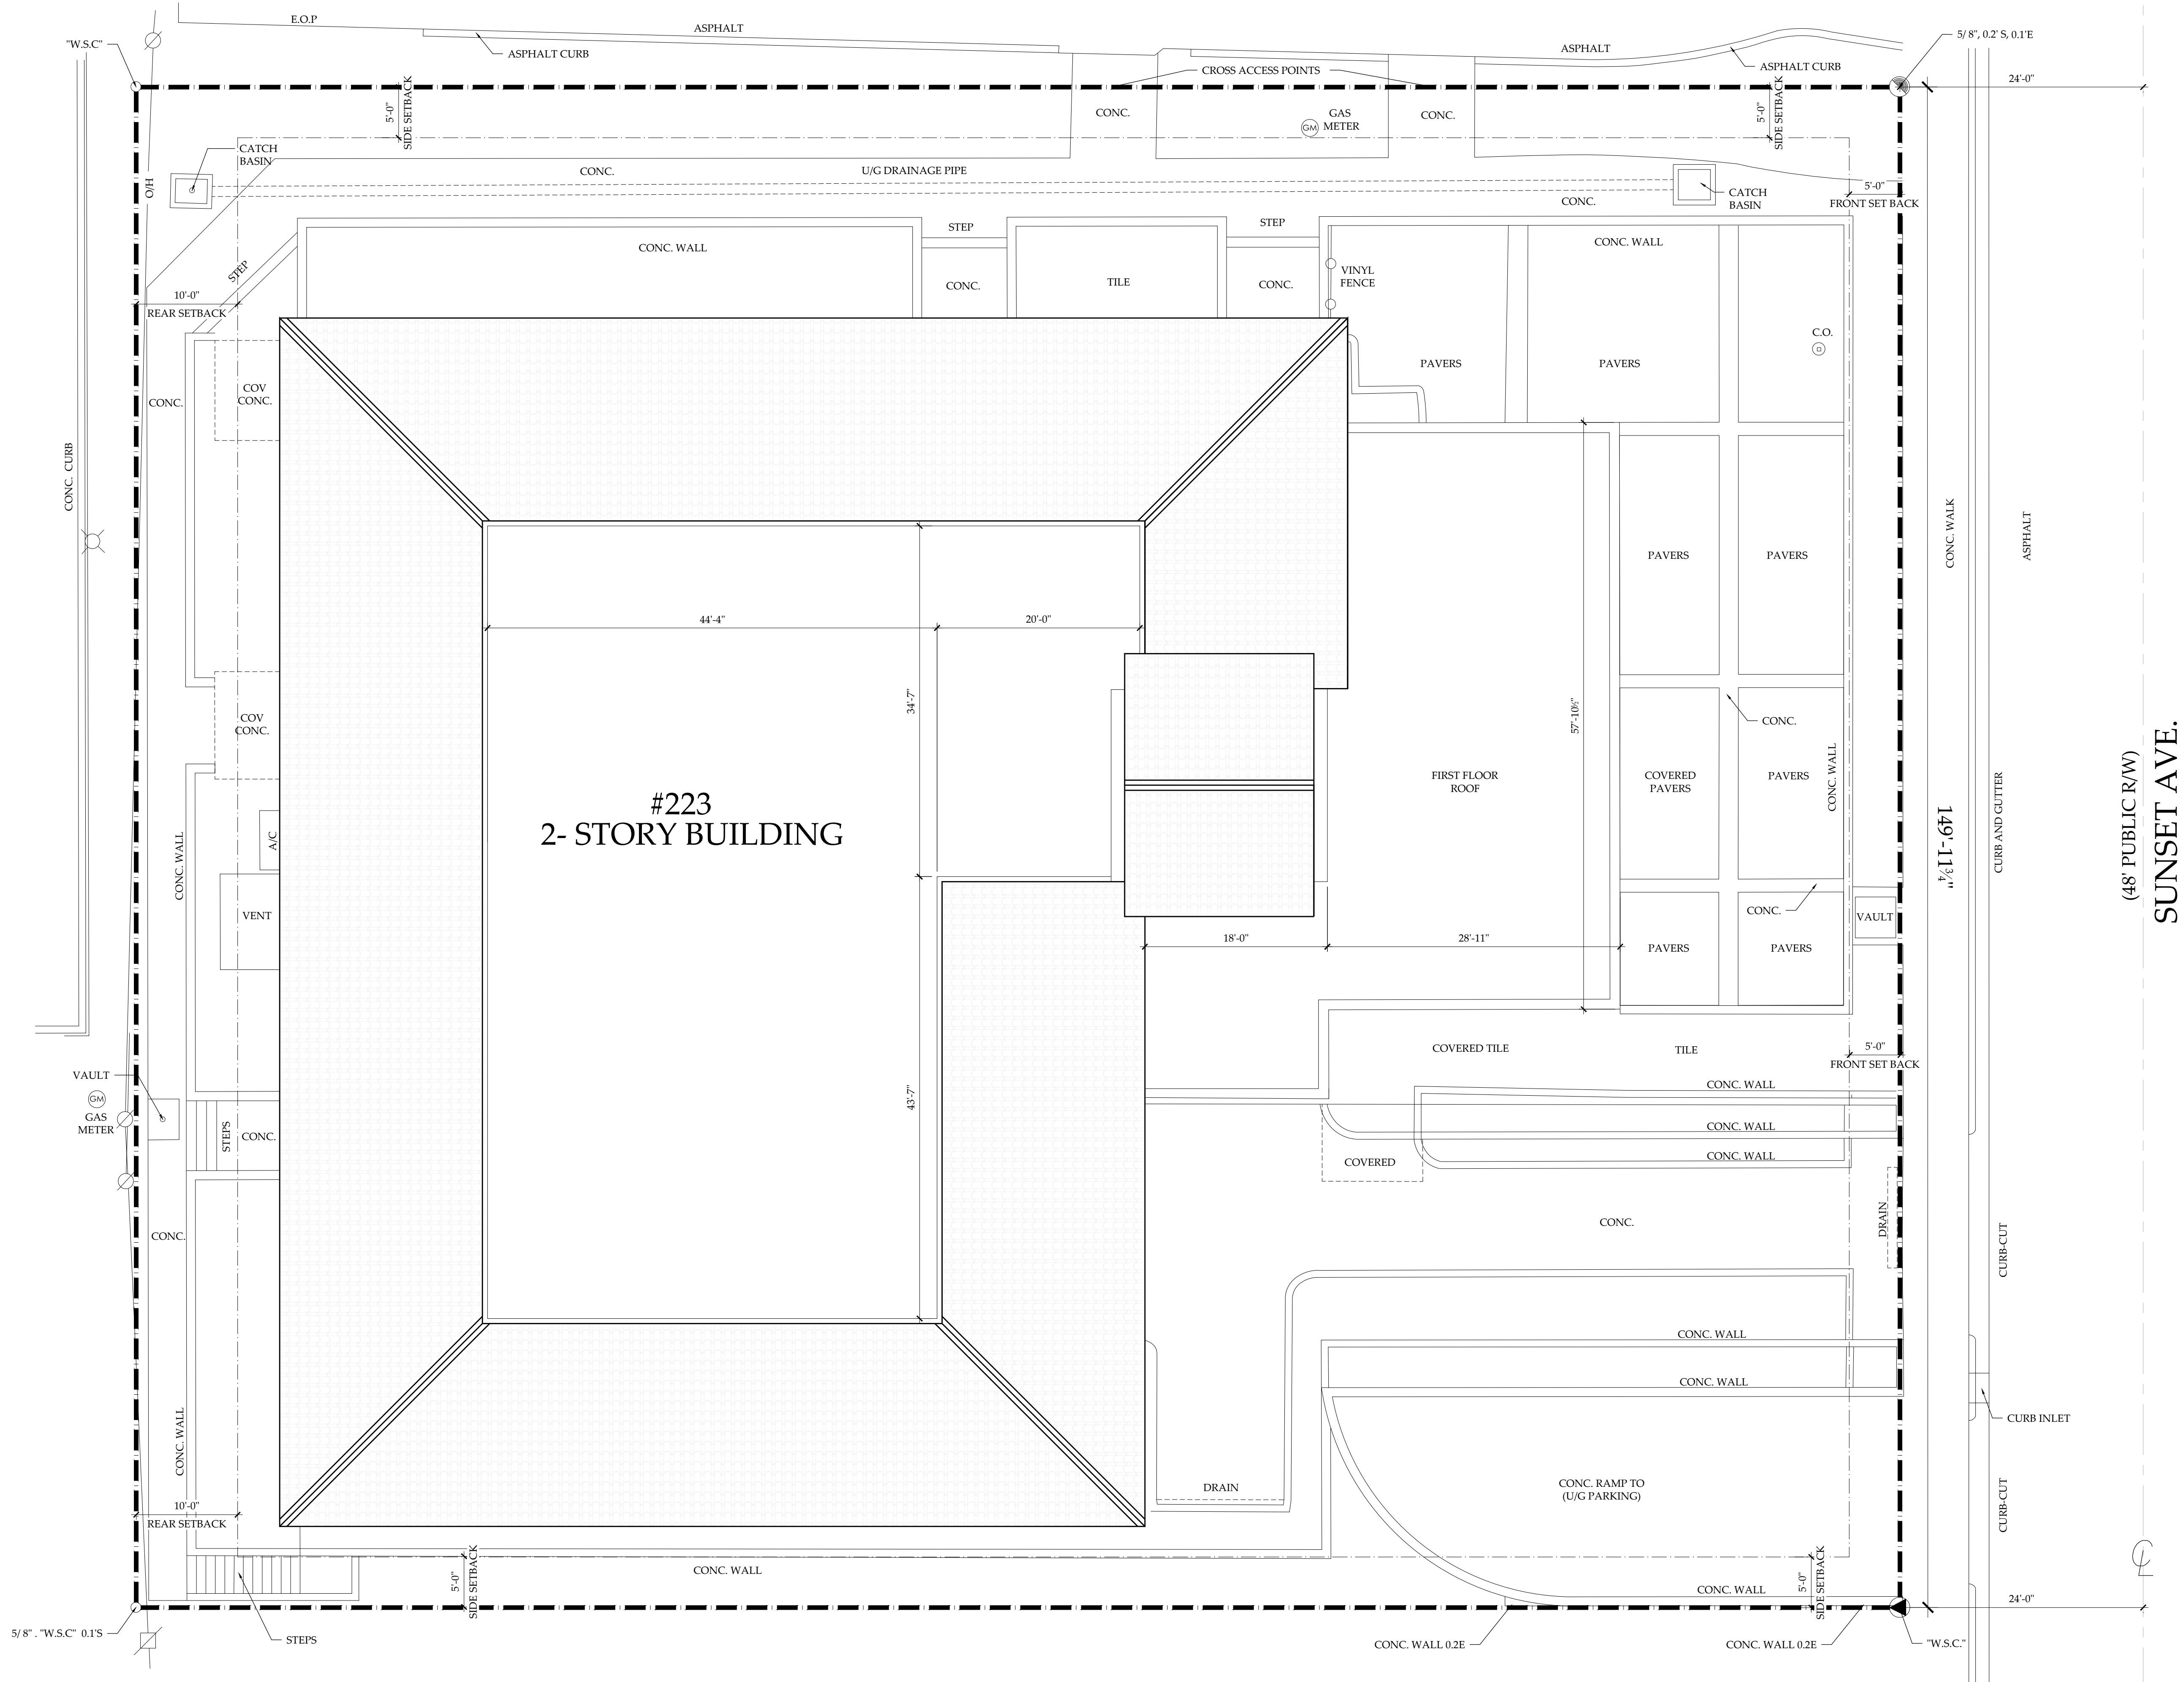 E.O.P
ASPHALT
ASPHALT CURB
"W.S.C"
5/ 8", 0.2' S, 0.1'E
ASPHALT
ASPHALT CURB
CROSS ACCESS POINTS
24'-0"
5'-0"
SIDE SETBACK
CONC.
GM
GAS
METER
CONC.
5'-0"
SIDE SETBACK
CATCH
BASIN
O/H
CONC.
U/G DRAINAGE PIPE
CONC.
CATCH
BASIN
5'-0"
FRONT SET BACK
STEP
CONC. WALL
STEP
STEP
CONC. WALL
CONC.
TILE
CONC.
VINYL
FENCE
10'-0"
REAR SETBACK
C.O.
PAVERS
PAVERS
COV
CONC.
CONC.
CONC. CURB
PAVERS
PAVERS
CONC. WALK
ASPHALT
44'-4"
20'-0"
34'-7"
57'-10½"
COV
CONC.
CONC.
FIRST FLOOR
ROOF
COVERED
PAVERS
PAVERS
CONC. WALL
149'-11¾"
CURB AND GUTTER
(48' PUBLIC R/W)
SUNSET AVE.
#223
2- STORY BUILDING
A/C
CONC. WALL
VENT
CONC.
VAULT
18'-0"
28'-11"
PAVERS
PAVERS
COVERED TILE
TILE
5'-0"
FRONT SET BACK
VAULT
GM
GAS
METER
43'-7"
STEPS
CONC.
CONC. WALL
CONC. WALL
CONC. WALL
COVERED
CONC.
DRAIN
CONC.
CURB-CUT
CONC. WALL
CONC. WALL
CURB INLET
CONC. WALL
DRAIN
CONC. RAMP TO
(U/G PARKING)
CURB-CUT
10'-0"
REAR SETBACK
CONC. WALL
5'-0"
SIDE SETBACK
CONC. WALL
5'-0"
SIDE SETBACK
24'-0"
5/ 8" . "W.S.C" 0.1'S
STEPS
CONC. WALL 0.2E
CONC. WALL 0.2E
"W.S.C."